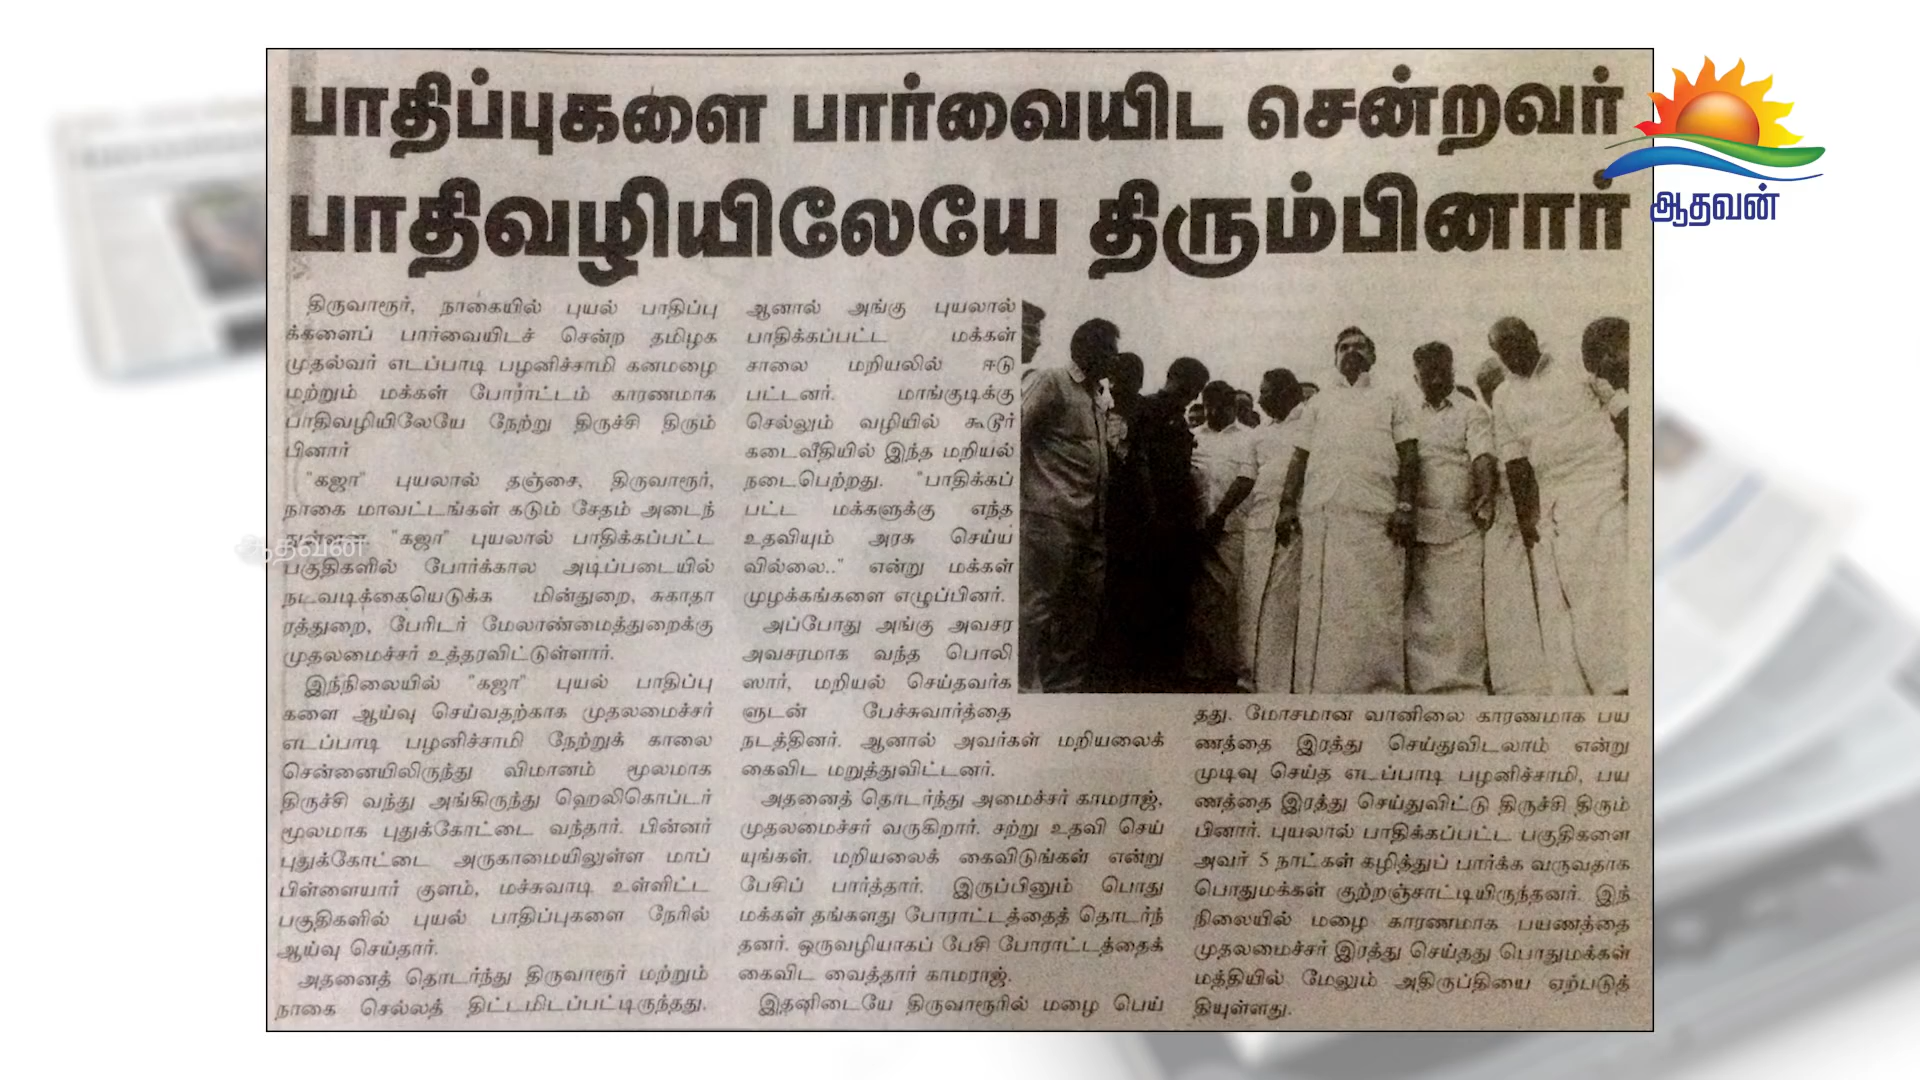 பாதிப்புகளை பார்வையிட சென்றவர்
பாதிவழியிலேயே திரும்பினார்
ஆதவன்
திருவாரூர், நாகையில் புயல் பாதிப்பு
க்களைப் பார்வையிடச் சென்ற தமிழக
முதல்வர் எடப்பாடி பழனிச்சாமி கனமழை
மற்றும் மக்கள் போராட்டம் காரணமாக
பாதிவழியிலேயே நேற்று திருச்சி திரும்
பினார்
"கஜா" புயலால் தஞ்சை, திருவாரூர்,
நாகை மாவட்டங்கள் கடும் சேதம் அடைந்
துள்ளன. "கஜா" புயலால் பாதிக்கப்பட்ட
பகுதிகளில் போர்க்கால அடிப்படையில்
நடவடிக்கையெடுக்க மின்துறை, சுகாதா
ரத்துறை, பேரிடர் மேலாண்மைத்துறைக்கு
முதலமைச்சர் உத்தரவிட்டுள்ளார்.
இந்நிலையில் "கஜா" புயல் பாதிப்பு
களை ஆய்வு செய்வதற்காக முதலமைச்சர்
எடப்பாடி பழனிச்சாமி நேற்றுக் காலை
சென்னையிலிருந்து விமானம் மூலமாக
திருச்சி வந்து அங்கிருந்து ஹெலிகொப்டர்
மூலமாக புதுக்கோட்டை வந்தார். பின்னர்
புதுக்கோட்டை அருகாமையிலுள்ள மாப்
பிள்ளையார் குளம், மச்சுவாடி உள்ளிட்ட
பகுதிகளில் புயல் பாதிப்புகளை நேரில்
ஆய்வு செய்தார்.
அதனைத் தொடர்ந்து திருவாரூர் மற்றும்
நாகை செல்லத் திட்டமிடப்பட்டிருந்தது.
ஆனால் அங்கு புயலால்
பாதிக்கப்பட்ட மக்கள்
சாலை மறியலில் ஈடு
பட்டனர். மாங்குடிக்கு
செல்லும் வழியில் கூடூர்
கடைவீதியில் இந்த மறியல்
நடைபெற்றது. "பாதிக்கப்
பட்ட மக்களுக்கு எந்த
உதவியும் அரசு செய்ய
வில்லை.." என்று மக்கள்
முழக்கங்களை எழுப்பினர்.
அப்போது அங்கு அவசர
அவசரமாக வந்த பொலி
ஸார், மறியல் செய்தவர்க
ளுடன் பேச்சுவார்த்தை
நடத்தினர். ஆனால் அவர்கள் மறியலைக்
கைவிட மறுத்துவிட்டனர்.
அதனைத் தொடர்ந்து அமைச்சர் காமராஜ்,
முதலமைச்சர் வருகிறார். சற்று உதவி செய்
யுங்கள். மறியலைக் கைவிடுங்கள் என்று
பேசிப் பார்த்தார். இருப்பினும் பொது
மக்கள் தங்களது போராட்டத்தைத் தொடர்ந்
தனர். ஒருவழியாகப் பேசி போராட்டத்தைக்
கைவிட வைத்தார் காமராஜ்.
இதனிடையே திருவாரூரில் மழை பெய்
தது. மோசமான வானிலை காரணமாக பய
ணத்தை இரத்து செய்துவிடலாம் என்று
முடிவு செய்த எடப்பாடி பழனிச்சாமி, பய
ணத்தை இரத்து செய்துவிட்டு திருச்சி திரும்
பினார். புயலால் பாதிக்கப்பட்ட பகுதிகளை
அவர் 5 நாட்கள் கழித்துப் பார்க்க வருவதாக
பொதுமக்கள் குற்றஞ்சாட்டியிருந்தனர். இந்
நிலையில் மழை காரணமாக பயணத்தை
முதலமைச்சர் இரத்து செய்தது பொதுமக்கள்
மத்தியில் மேலும் அதிருப்தியை ஏற்படுத்
தியுள்ளது.
ஆதவன்